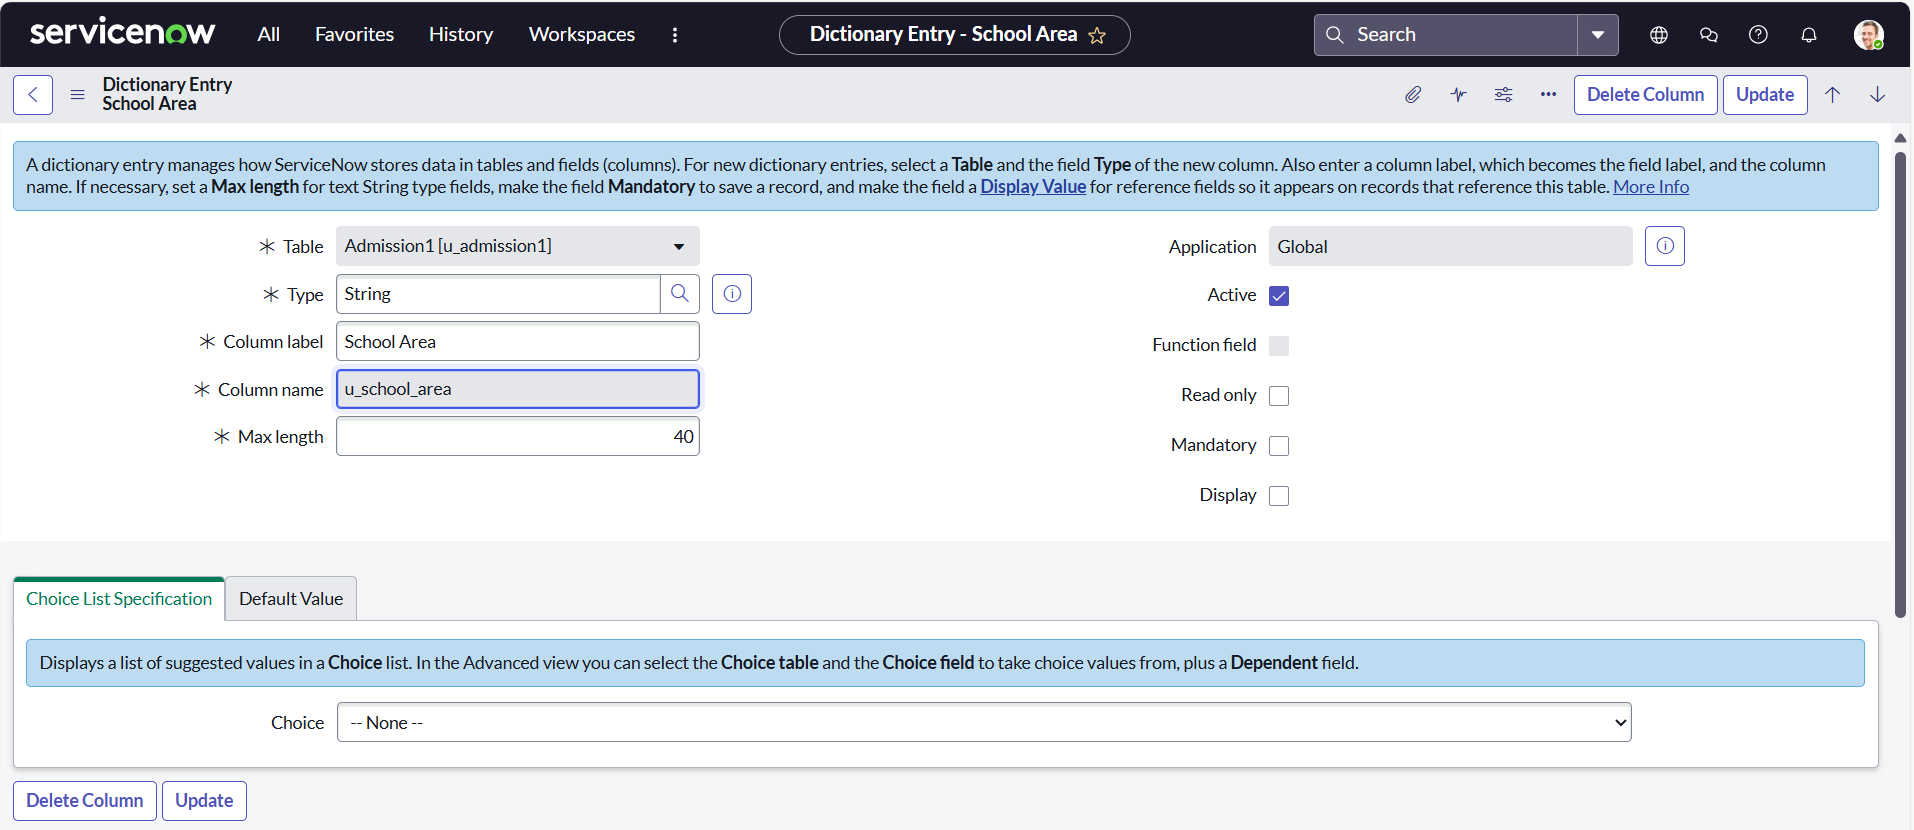 servicenow All Favorites History Workspaces Dictionary Entry - School Area Search
Dictionary Entry
School Area
Delete Column Update
A dictionary entry manages how ServiceNow stores data in tables and fields (columns). For new dictionary entries, select a Table and the field Type of the new column. Also enter a column label, which becomes the field label, and the column
name. If necessary, set a Max length for text String type fields, make the field Mandatory to save a record, and make the field a Display Value for reference fields so it appears on records that reference this table. More Info
Table Admission1 [u_admission1]
Type String
Column label School Area
Column name u_school_area
Max length 40
Application Global
Active
Function field
Read only
Mandatory
Display
Choice List Specification Default Value
Displays a list of suggested values in a Choice list. In the Advanced view you can select the Choice table and the Choice field to take choice values from, plus a Dependent field.
Choice -- None --
Delete Column Update